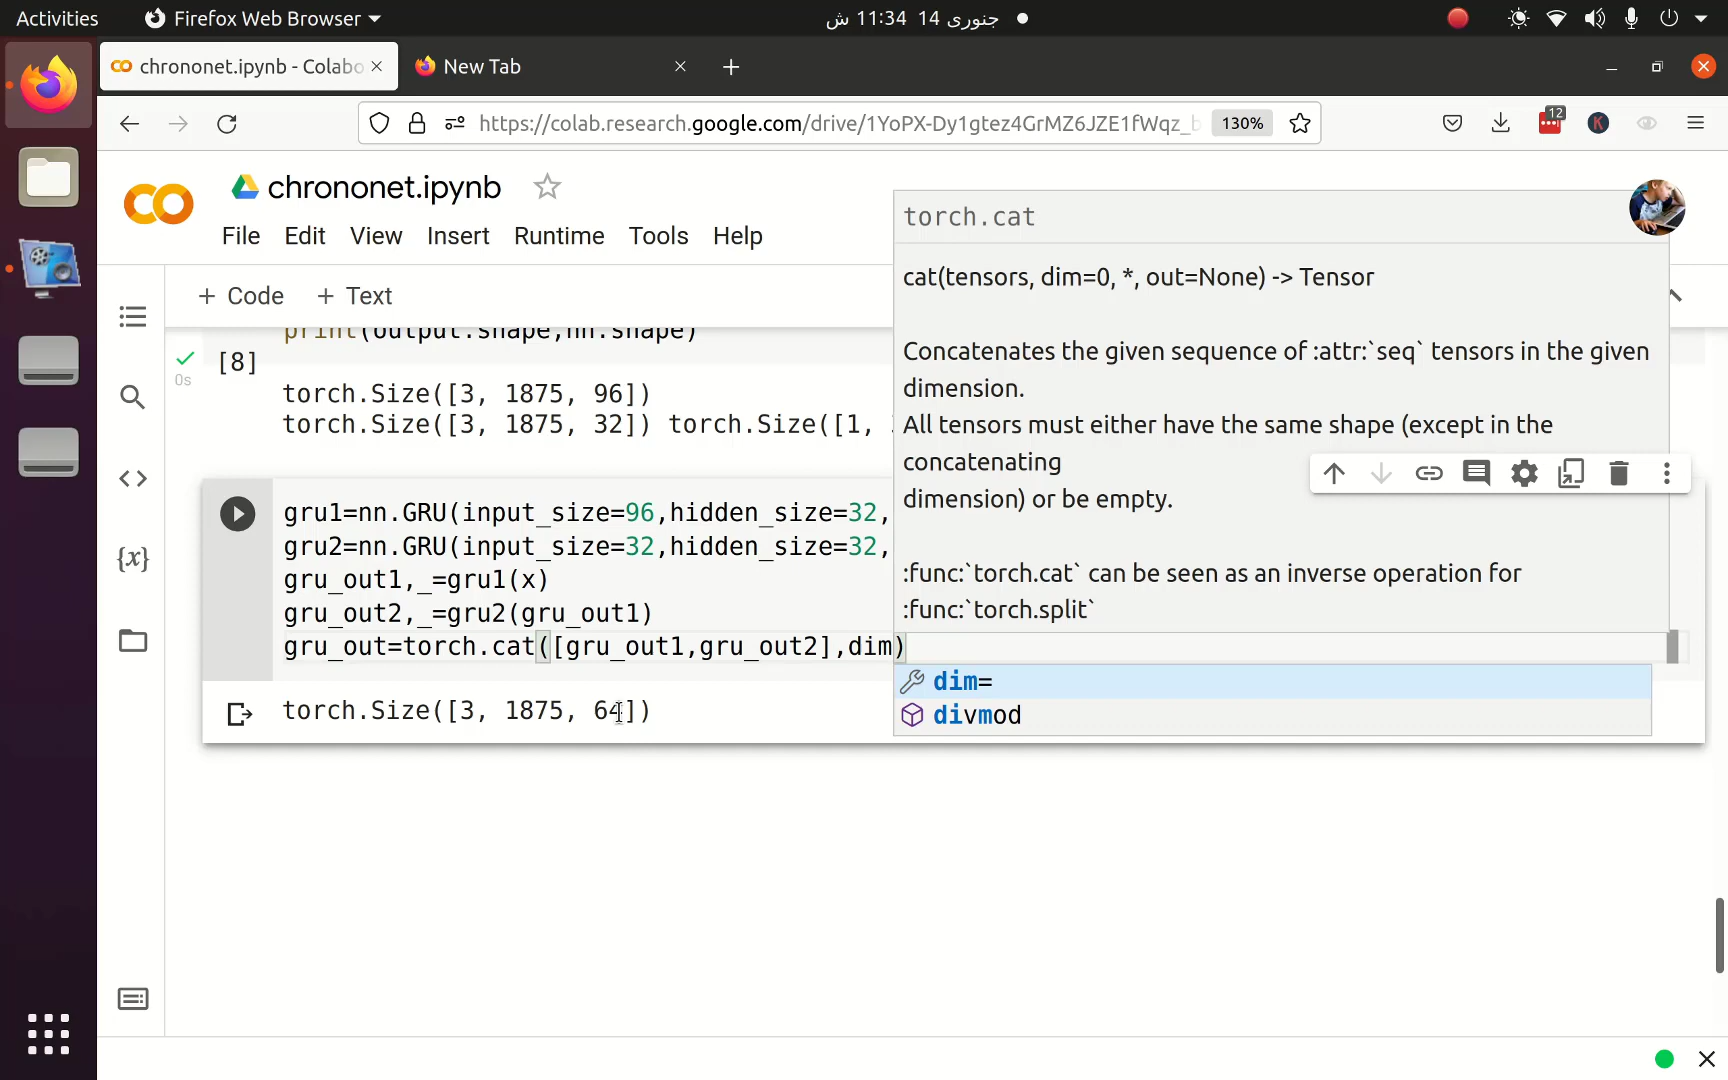 Activities
Firefox Web Browser
جنوری 14 11:34 ش
chrononet.ipynb - Colabo
New Tab
https://colab.research.google.com/drive/1YoPX-Dy1gtez4GrMZ6JZE1fWqz_b
130%
12
K
chrononet.ipynb
File Edit View Insert Runtime Tools Help
+ Code + Text
print(output.shape,hn.shape)
0s
[8]
torch.Size([3, 1875, 96])
torch.Size([3, 1875, 32]) torch.Size([1,
gru1=nn.GRU(input_size=96,hidden_size=32,
gru2=nn.GRU(input_size=32,hidden_size=32,
gru_out1,_=gru1(x)
gru_out2,_=gru2(gru_out1)
gru_out=torch.cat([gru_out1,gru_out2],dim)
torch.Size([3, 1875, 64])
torch.cat
cat(tensors, dim=0, *, out=None) -> Tensor
Concatenates the given sequence of :attr:`seq` tensors in the given
dimension.
All tensors must either have the same shape (except in the
concatenating
dimension) or be empty.
:func:`torch.cat` can be seen as an inverse operation for
:func:`torch.split`
dim=
divmod
{x}